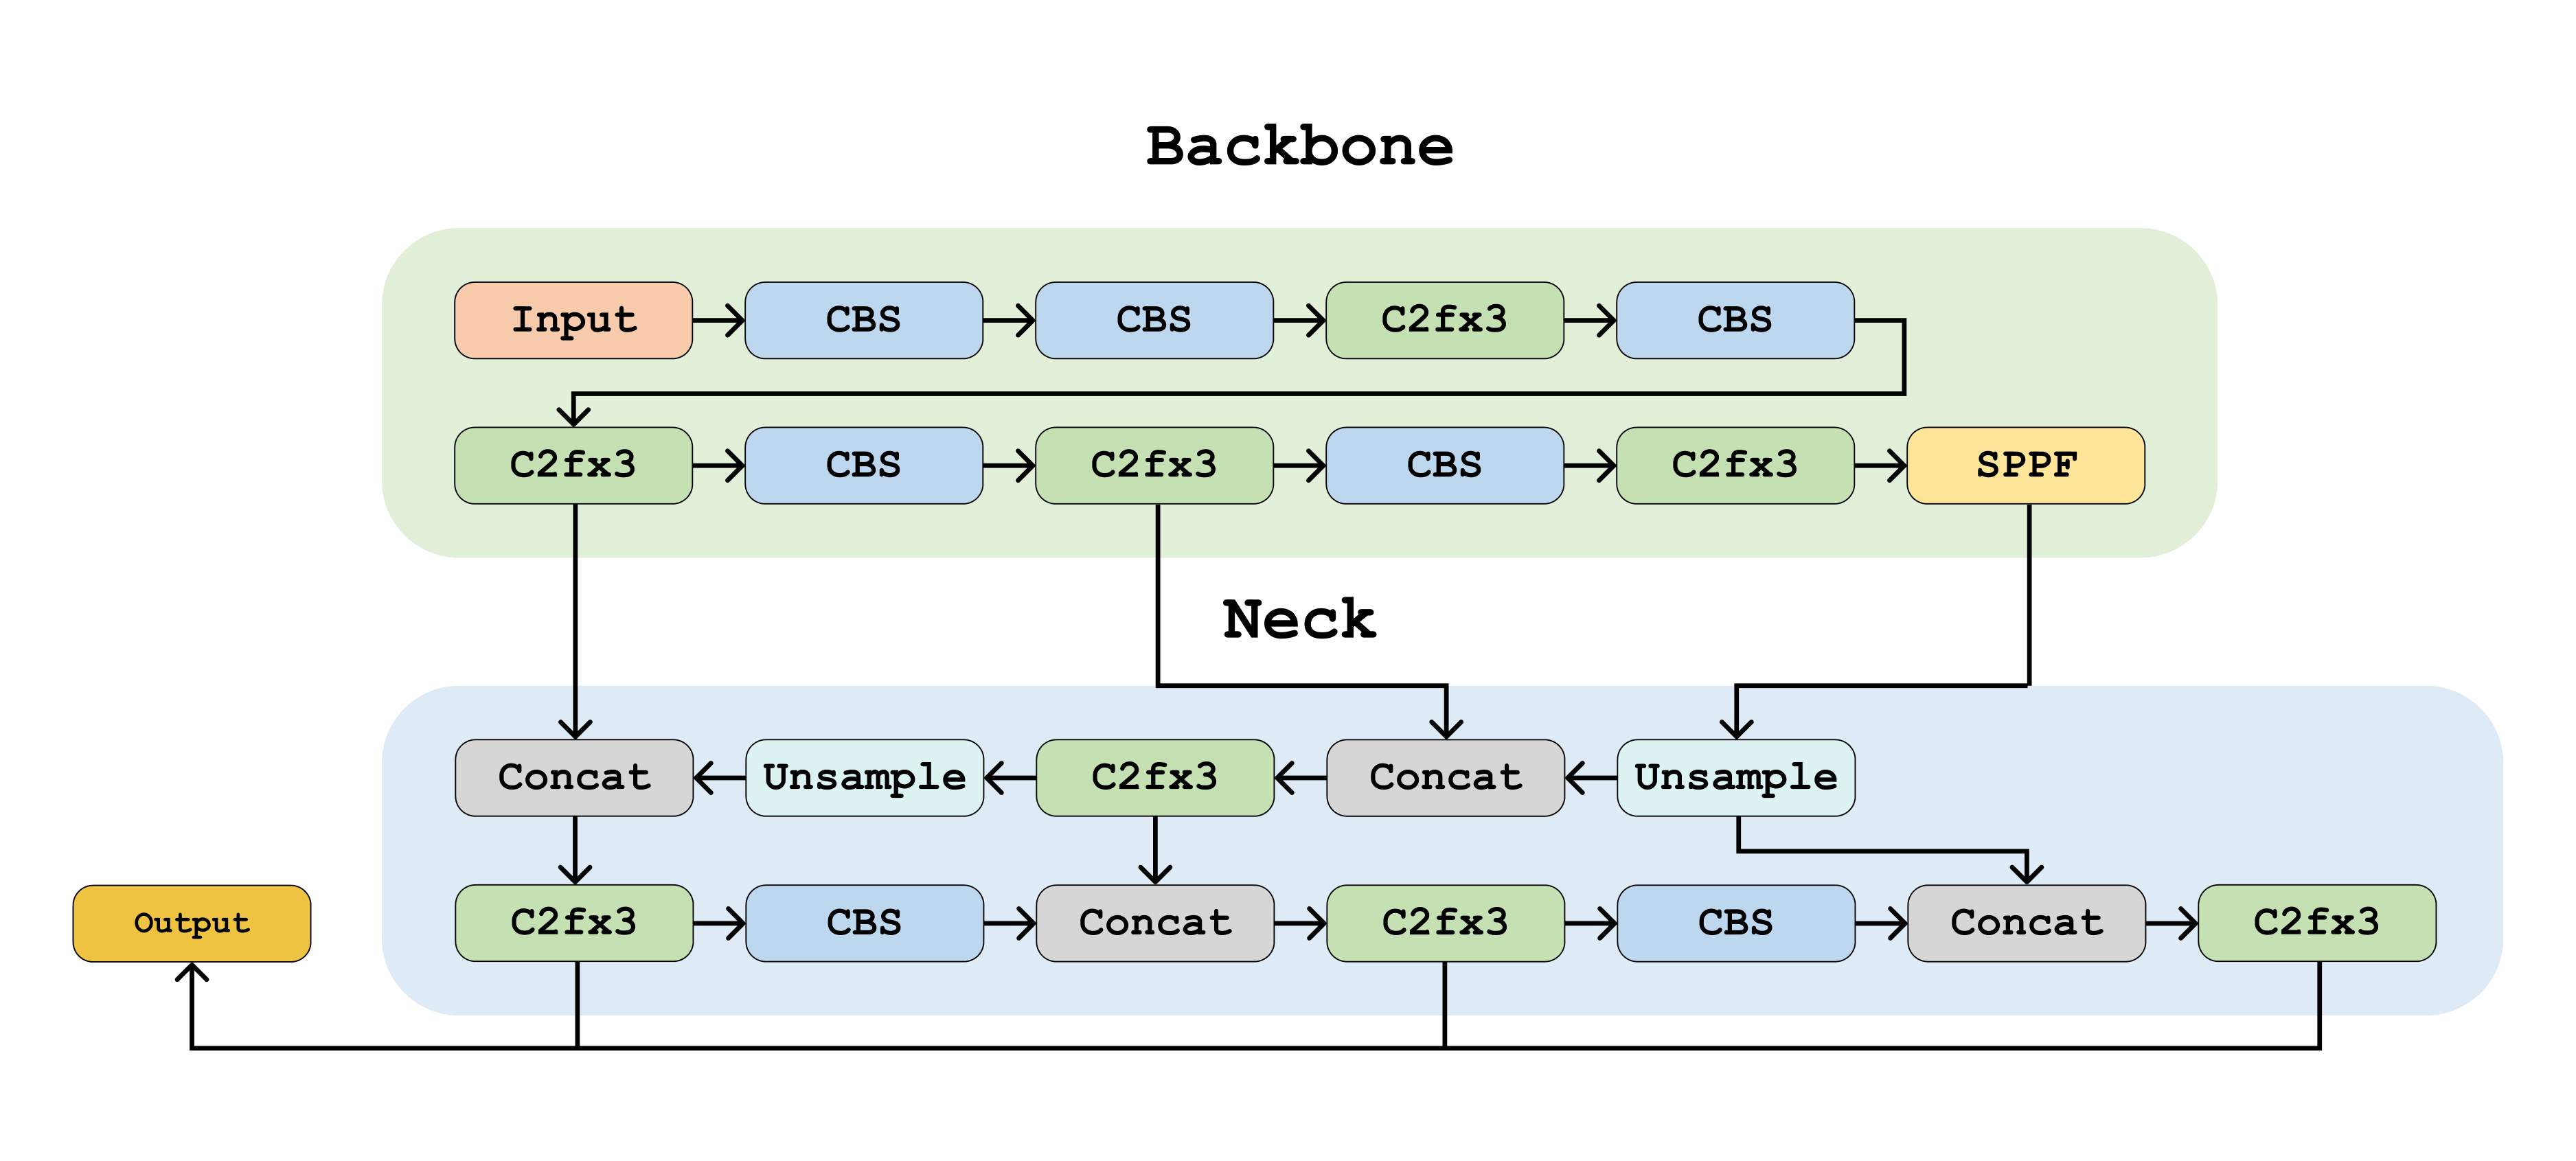 Backbone
Input CBS CBS C2fx3 CBS
C2fx3 CBS C2fx3 CBS C2fx3 SPPF
Neck
Concat Unsample C2fx3 Concat Unsample
Output C2fx3 CBS Concat C2fx3 CBS Concat C2fx3